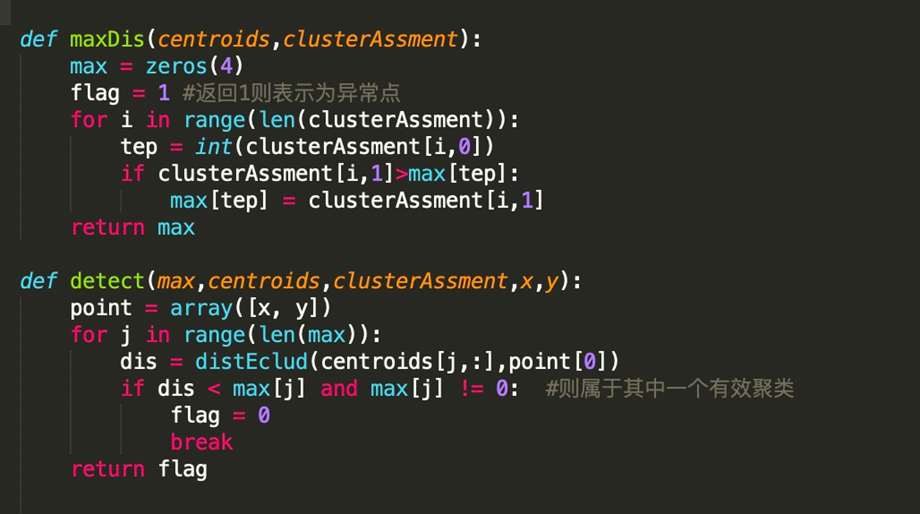 def maxDis(centroids,clusterAssment):
    max = zeros(4)
    flag = 1 #返回1则表示为异常点
    for i in range(len(clusterAssment)):
        tep = int(clusterAssment[i,0])
        if clusterAssment[i,1]>max[tep]:
            max[tep] = clusterAssment[i,1]
    return max

def detect(max,centroids,clusterAssment,x,y):
    point = array([x, y])
    for j in range(len(max)):
        dis = distEclud(centroids[j,:],point[0])
        if dis < max[j] and max[j] != 0:  #则属于其中一个有效聚类
            flag = 0
            break
    return flag